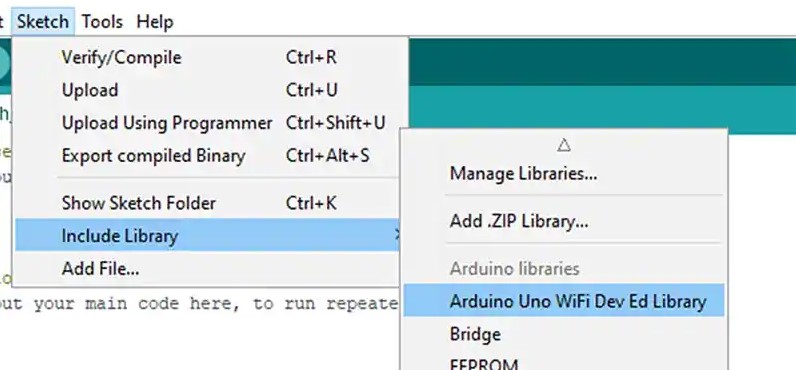 Sketch Tools Help
Verify/Compile Ctrl+R
Upload Ctrl+U
Upload Using Programmer Ctrl+Shift+U
Export compiled Binary Ctrl+Alt+S
Show Sketch Folder Ctrl+K
Include Library
Add File...
Manage Libraries...
Add .ZIP Library...
Arduino libraries
Arduino Uno WiFi Dev Ed Library
Bridge
EEPROM
your main code here, to run